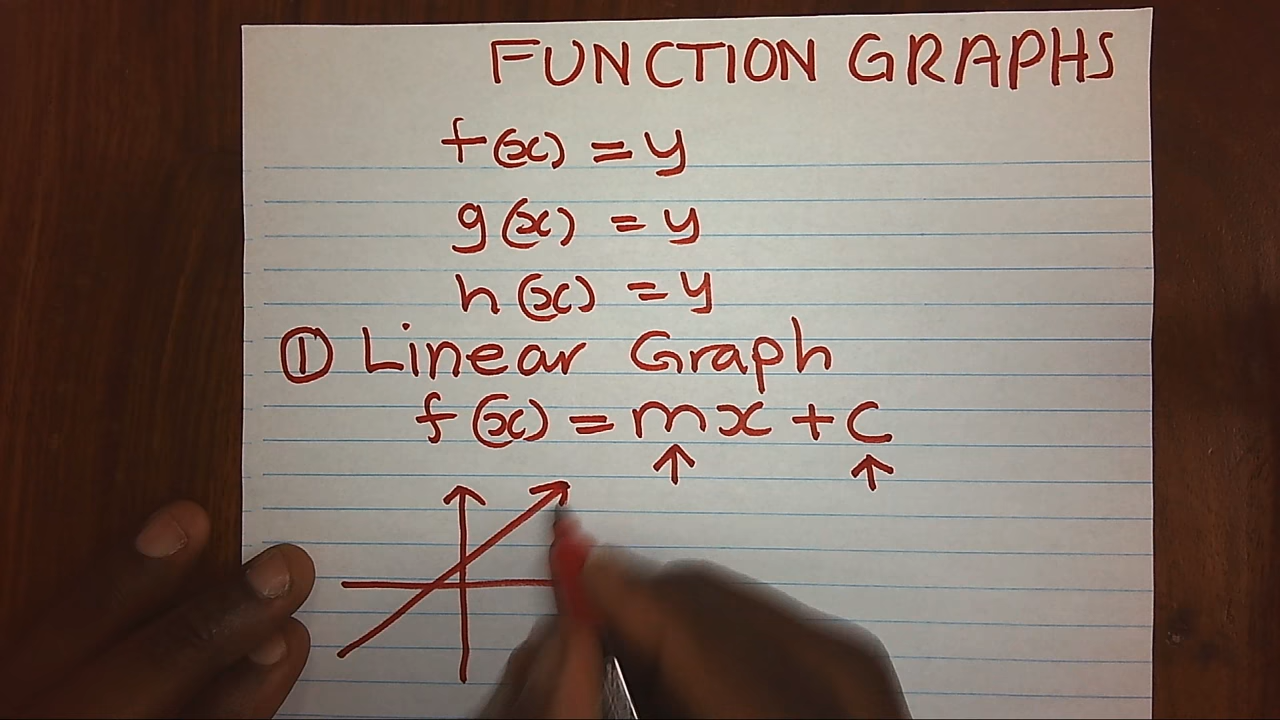 FUNCTION GRAPHS
f(x) = y
g(x) = y
h(x) = y
① Linear Graph
f(x) = mx + c